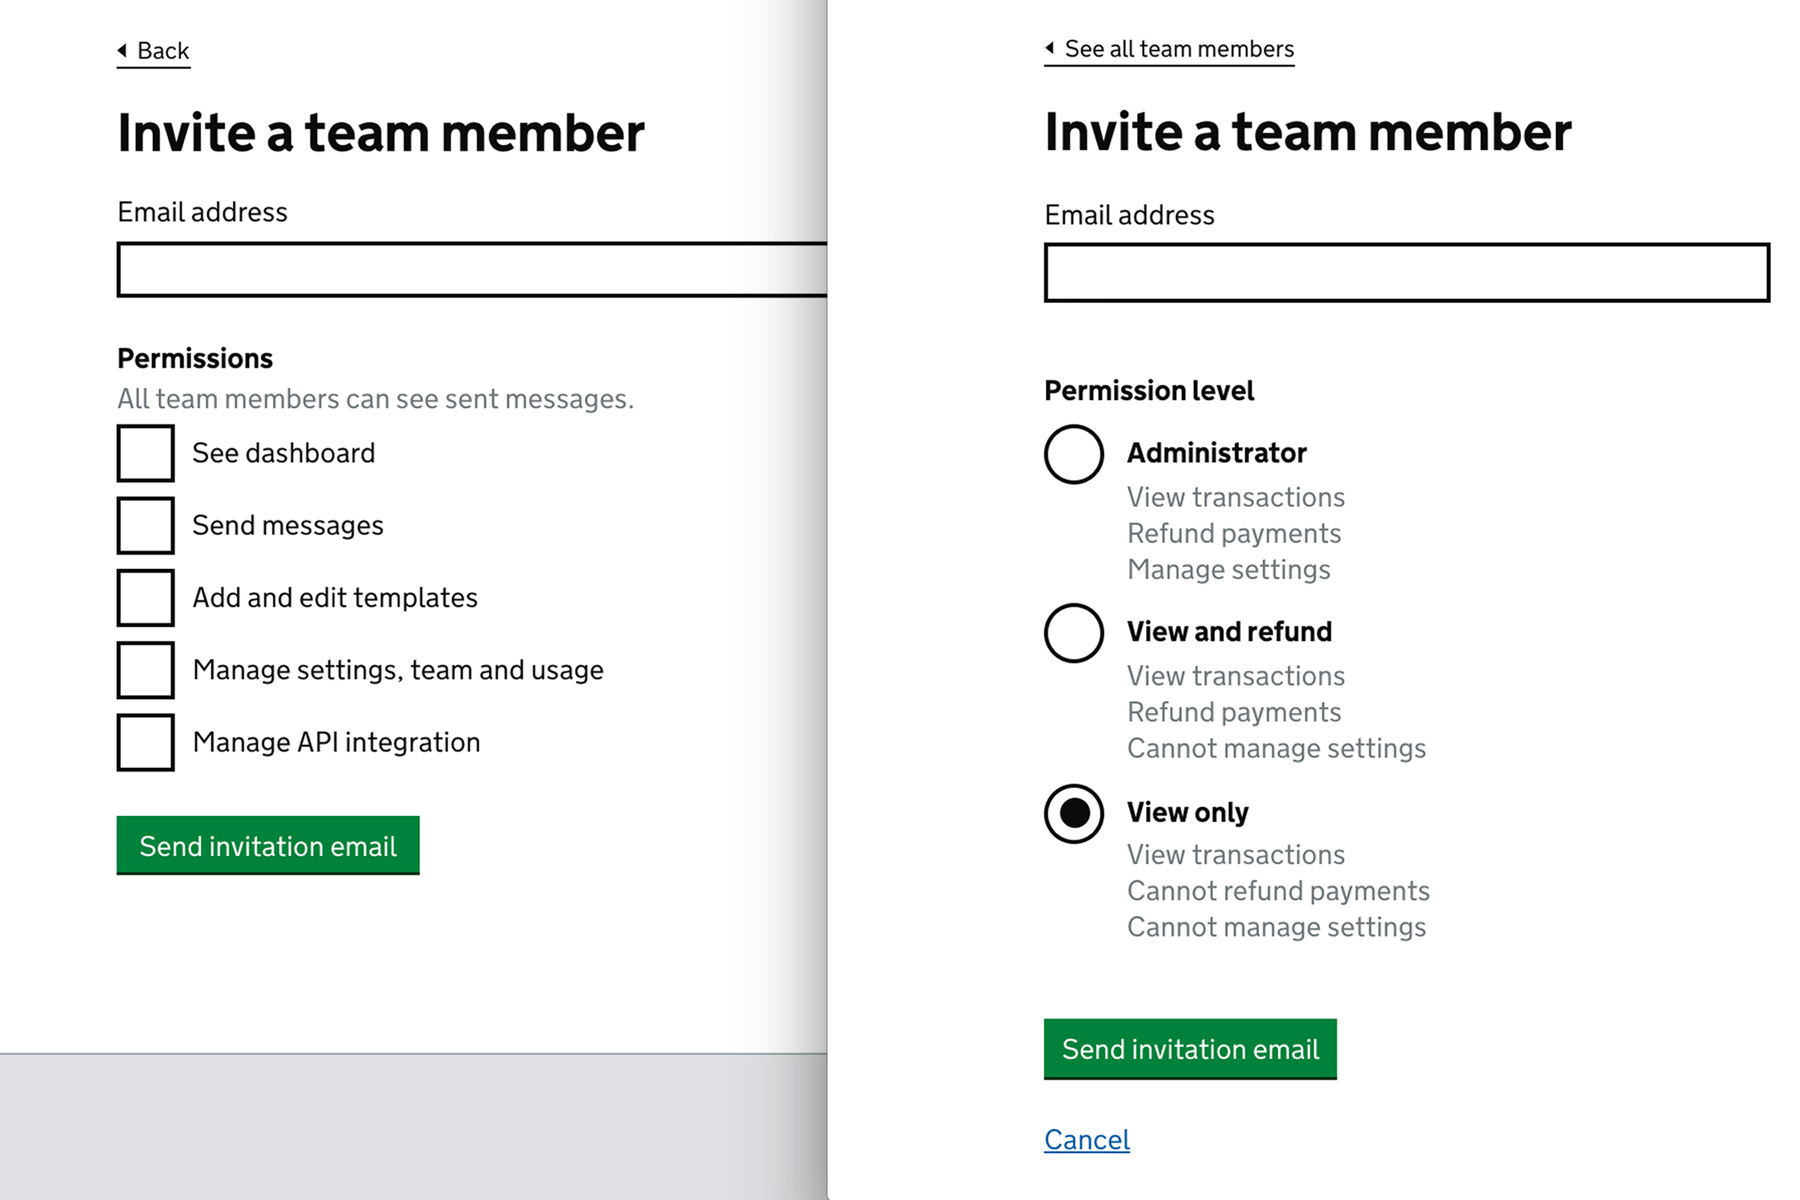 Back
Invite a team member
Email address
Permissions
All team members can see sent messages.
See dashboard
Send messages
Add and edit templates
Manage settings, team and usage
Manage API integration
Send invitation email
See all team members
Invite a team member
Email address
Permission level
Administrator
View transactions
Refund payments
Manage settings
View and refund
View transactions
Refund payments
Cannot manage settings
View only
View transactions
Cannot refund payments
Cannot manage settings
Send invitation email
Cancel